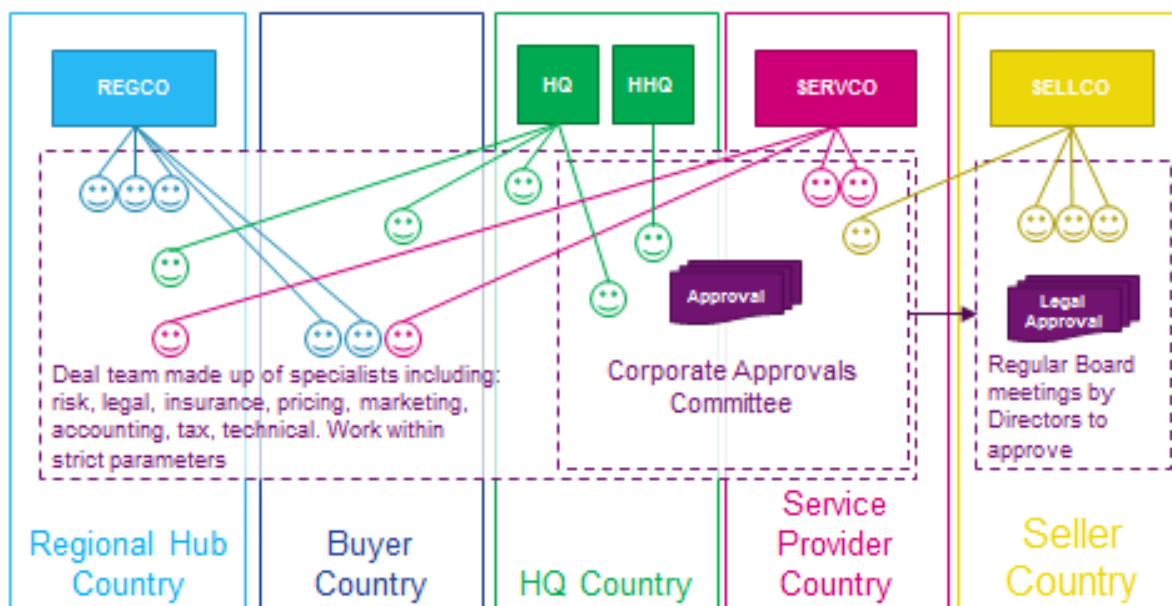 REGCO
HQ
HHQ
SERVCO
SELLCO
Approval
Legal
Approval
Deal team made up of specialists including:
risk, legal, insurance, pricing, marketing,
accounting, tax, technical. Work within
strict parameters
Corporate Approvals
Committee
Regular Board
meetings by
Directors to
approve
Regional Hub
Country
Buyer
Country
HQ Country
Service
Provider
Country
Seller
Country